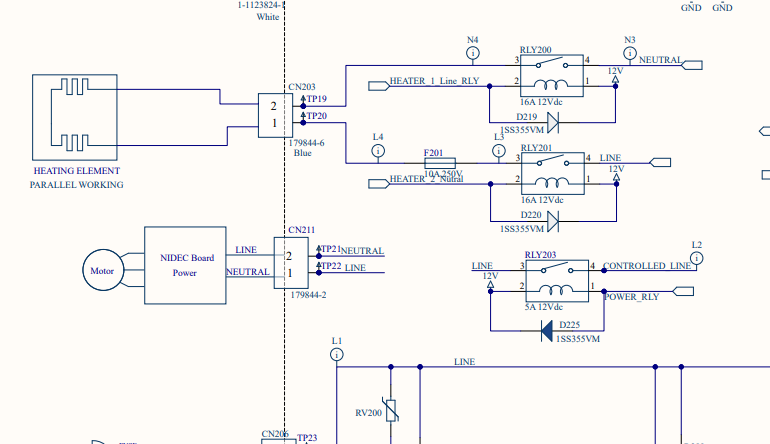 1-1123824-1
White
GND GND
N4
RLY200
N3
3
4
NEUTRAL
12V
HEATER_1_Line_RLY
2
1
16A 12Vdc
D219
1SS355VM
CN203
TP19
2
TP20
1
179844-6
Blue
HEATING ELEMENT
PARALLEL WORKING
L4
L3
RLY201
F201
3
4
LINE
10A 250V
12V
HEATER_2_Nutral
2
1
16A 12Vdc
D220
1SS355VM
CN211
NIDEC Board
Power
Motor
LINE
2
TP21
NEUTRAL
NEUTRAL
1
TP22
LINE
179844-2
RLY203
L2
LINE
3
4
CONTROLLED_LINE
12V
2
1
POWER_RLY
5A 12Vdc
D225
1SS355VM
L1
LINE
RV200
CN206
TP23